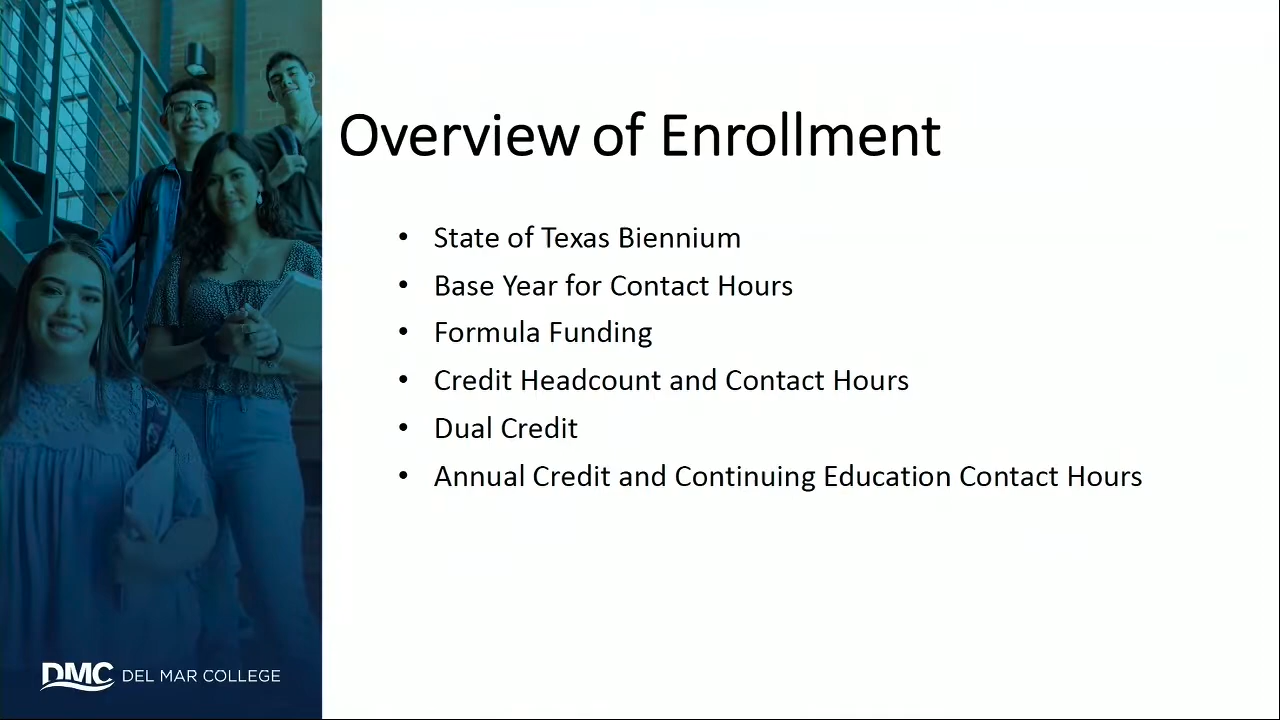 Overview of Enrollment
• State of Texas Biennium
• Base Year for Contact Hours
• Formula Funding
• Credit Headcount and Contact Hours
• Dual Credit
• Annual Credit and Continuing Education Contact Hours
DMC DEL MAR COLLEGE